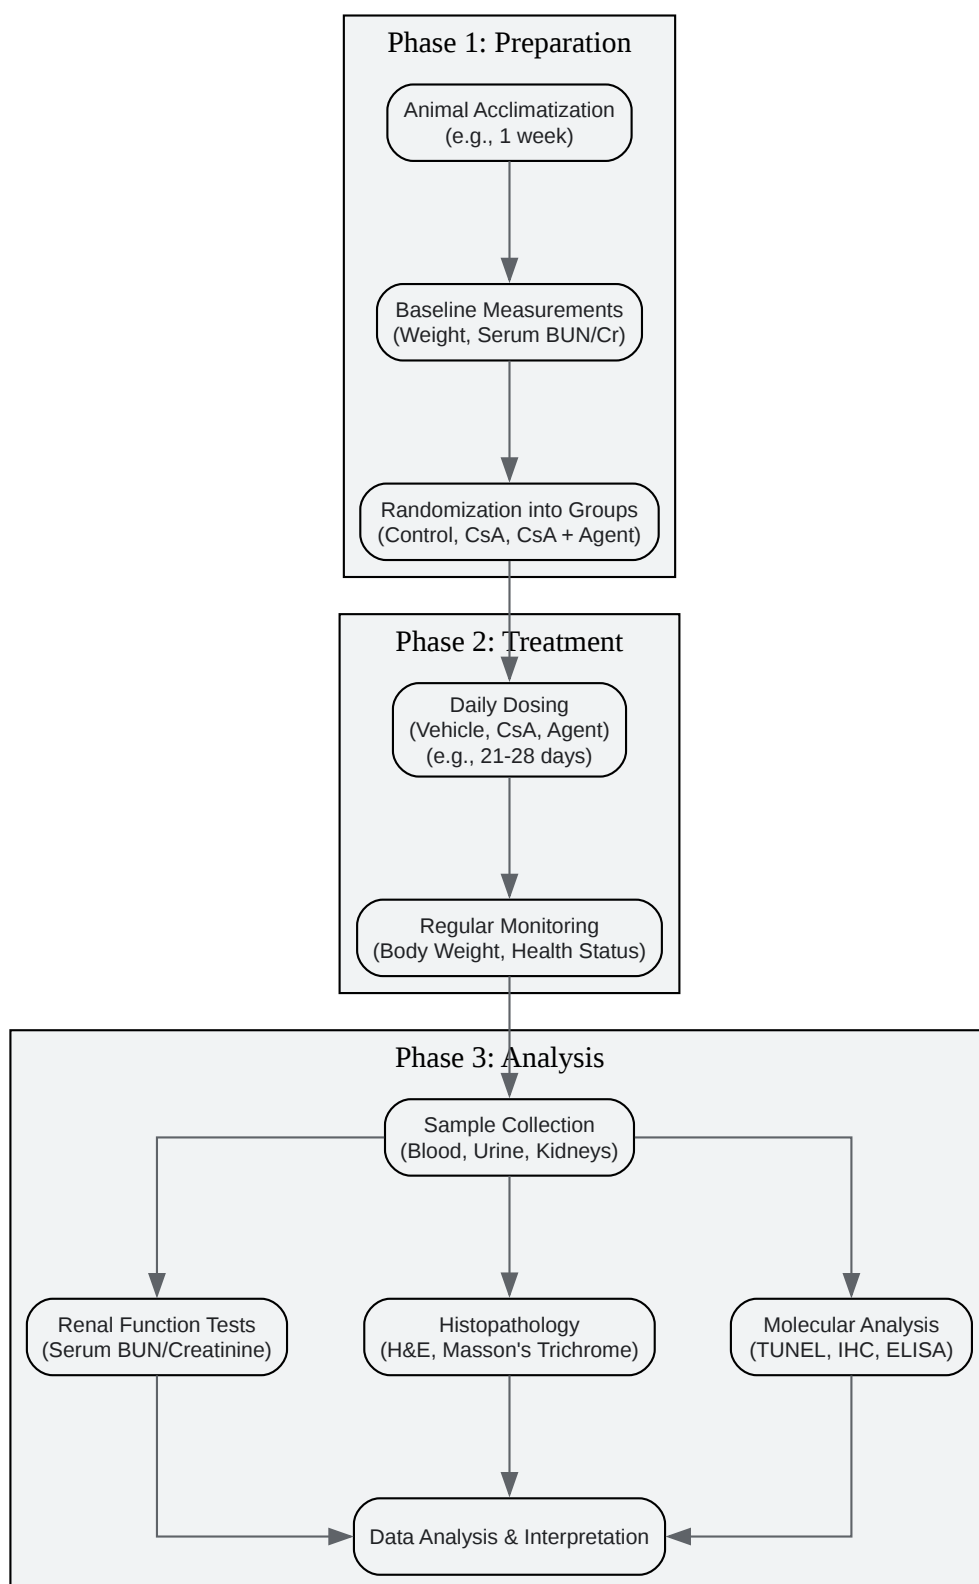 Phase 1: Preparation
Animal Acclimatization
(e.g., 1 week)
Baseline Measurements
(Weight, Serum BUN/Cr)
Randomization into Groups
(Control, CsA, CsA + Agent)
Phase 2: Treatment
Daily Dosing
(Vehicle, CsA, Agent)
(e.g., 21-28 days)
Regular Monitoring
(Body Weight, Health Status)
Phase 3: Analysis
Sample Collection
(Blood, Urine, Kidneys)
Renal Function Tests
(Serum BUN/Creatinine)
Histopathology
(H&E, Masson's Trichrome)
Molecular Analysis
(TUNEL, IHC, ELISA)
Data Analysis & Interpretation